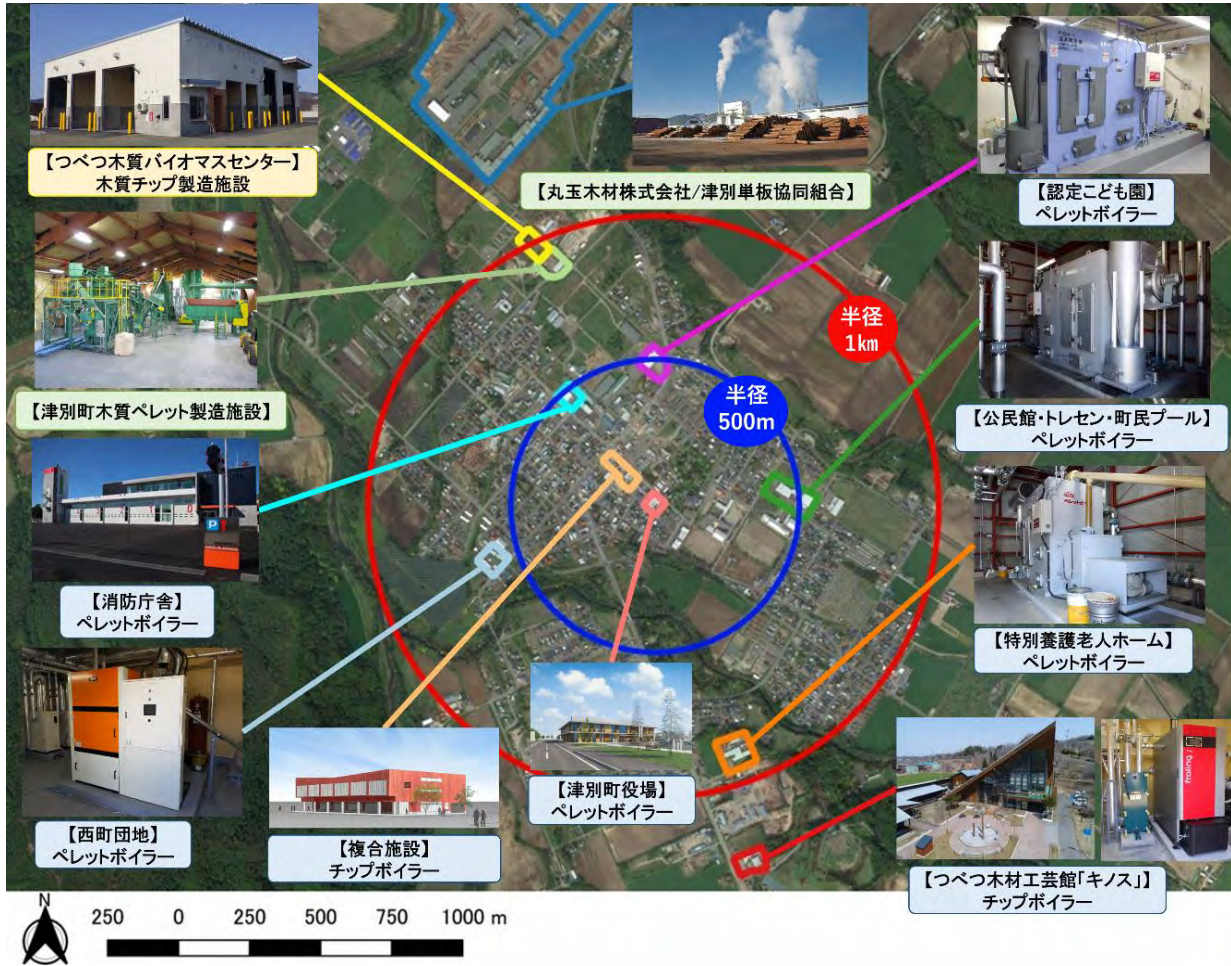 【つべつ木質バイオマスセンター】
木質チップ製造施設
【丸玉木材株式会社/津別単板協同組合】
【認定こども園】
ペレットボイラー
半径
1km
半径
500m
【津別町木質ペレット製造施設】
【公民館・トレセン・町民プール】
ペレットボイラー
【消防庁舎】
ペレットボイラー
【特別養護老人ホーム】
ペレットボイラー
【西町団地】
ペレットボイラー
【複合施設】
チップボイラー
【津別町役場】
ペレットボイラー
P
Froling
【つべつ木材工芸館「キノス」】
チップボイラー
N
250 0 250 500 750 1000 m